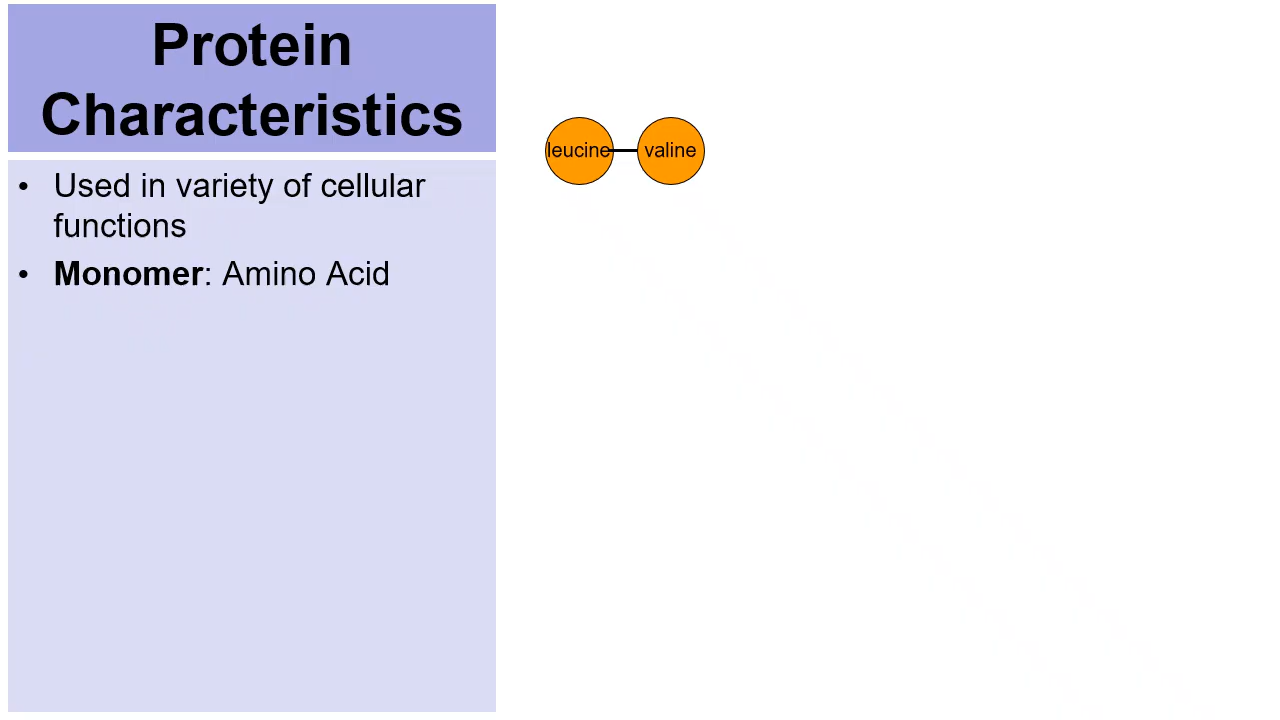 Protein
Characteristics
• Used in variety of cellular
functions
• Monomer: Amino Acid
leucine valine